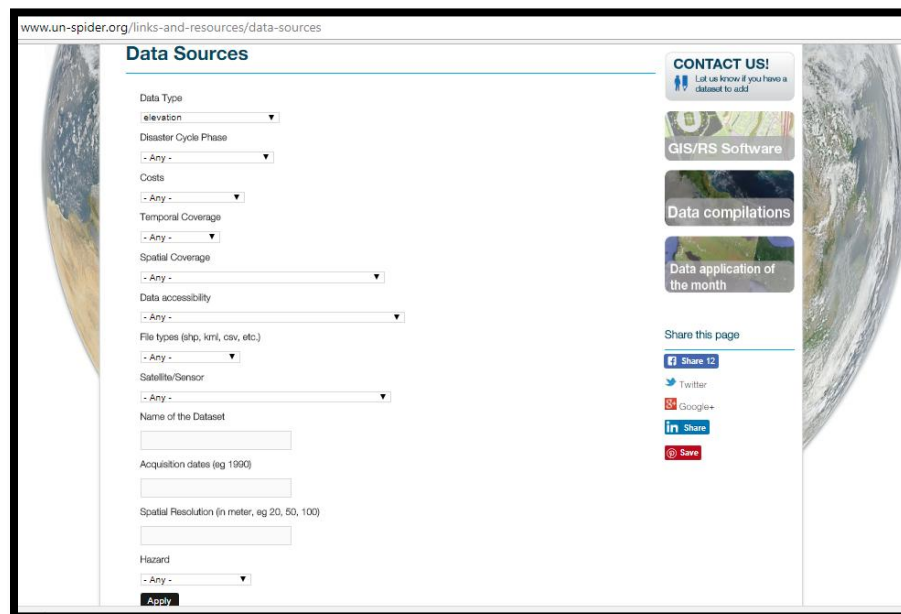 www.un-spider.org/links-and-resources/data-sources
Data Sources
Data Type
elevation
Disaster Cycle Phase
- Any -
Costs
- Any -
Temporal Coverage
- Any -
Spatial Coverage
- Any -
Data accessibility
- Any -
File types (shp, kml, csv, etc.)
- Any -
Satellite/Sensor
- Any -
Name of the Dataset
Acquisition dates (eg 1990)
Spatial Resolution (in meter, eg 20, 50, 100)
Hazard
- Any -
Apply
CONTACT US!
Let us know if you have a
dataset to add
GIS/RS Software
Data compilations
Data application of
the month
Share this page
Share 12
Twitter
Google+
in Share
Save